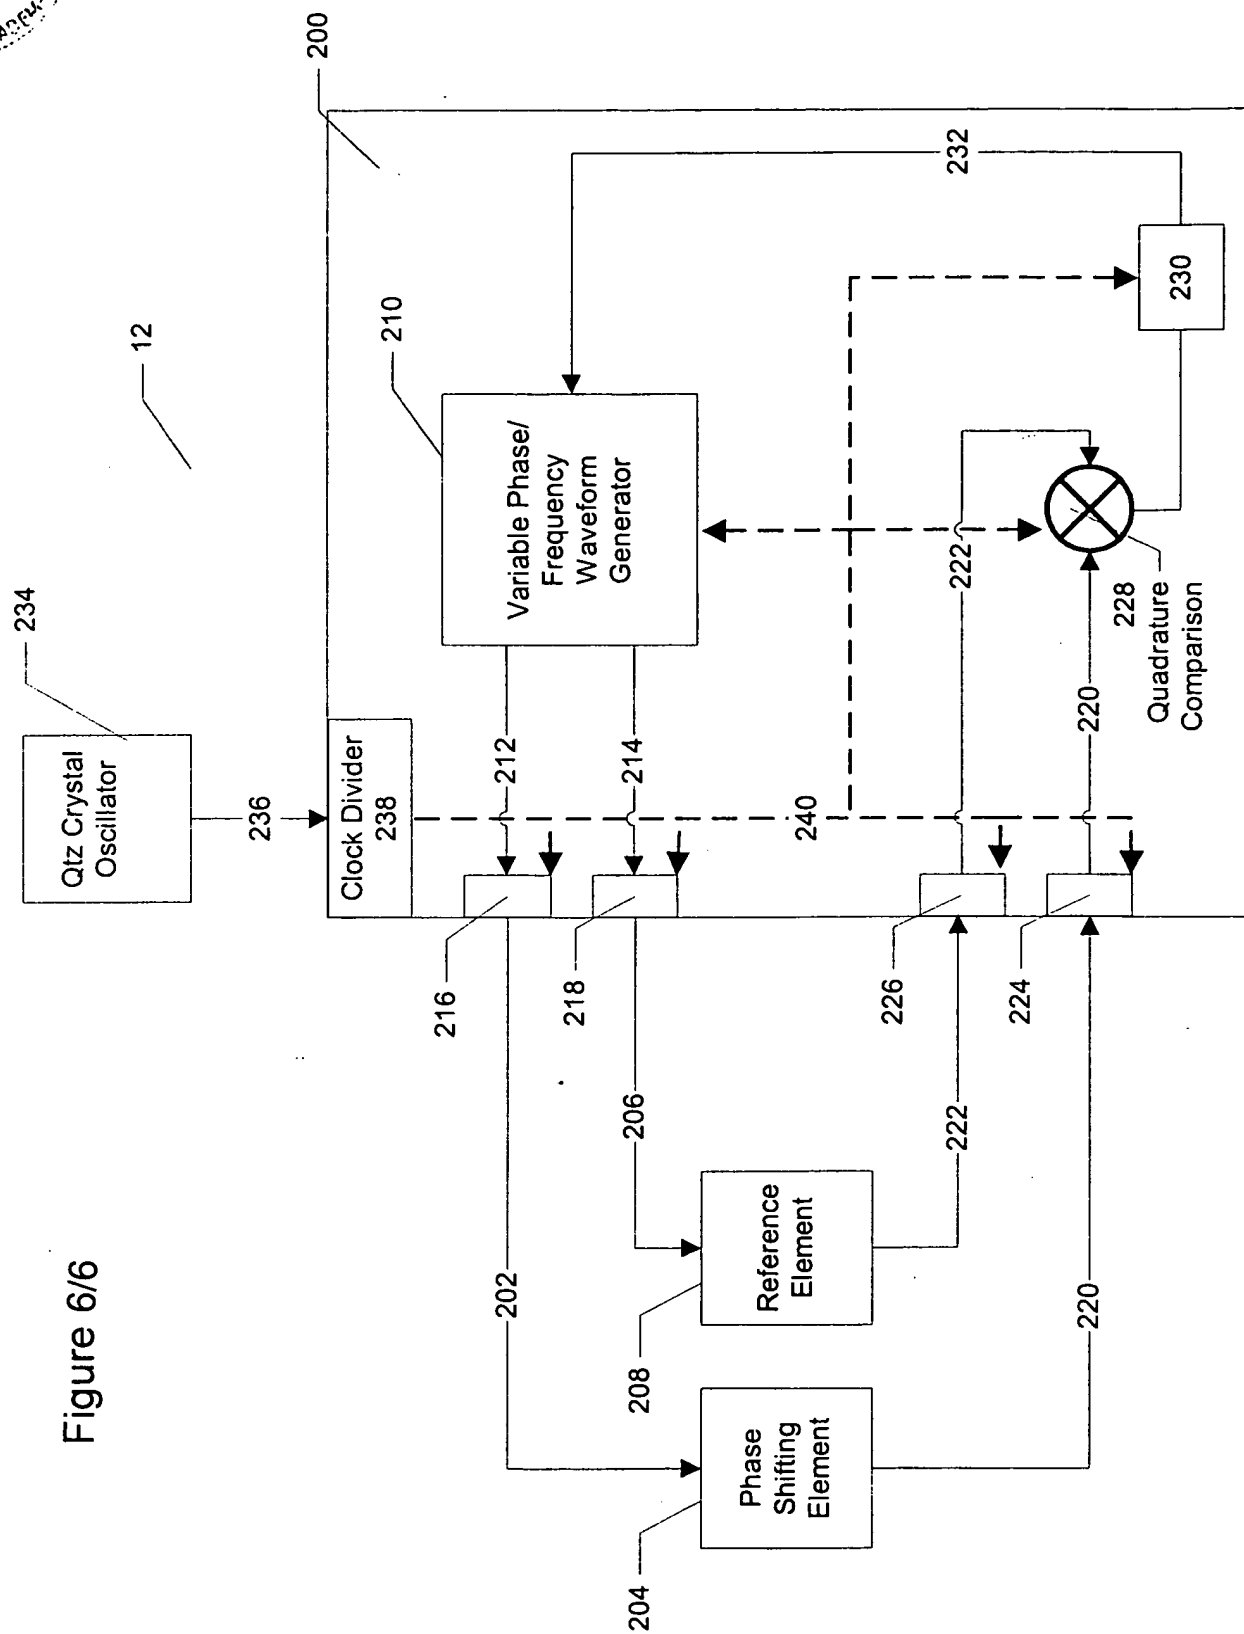 Figure 6/6
12
200
234
Qtz Crystal
Oscillator
236
Clock Divider
238
210
Variable Phase/
Frequency
Waveform
Generator
212
214
216
218
202
206
204
Phase
Shifting
Element
208
Reference
Element
222
220
226
224
240
222
220
228
Quadrature
Comparison
230
232